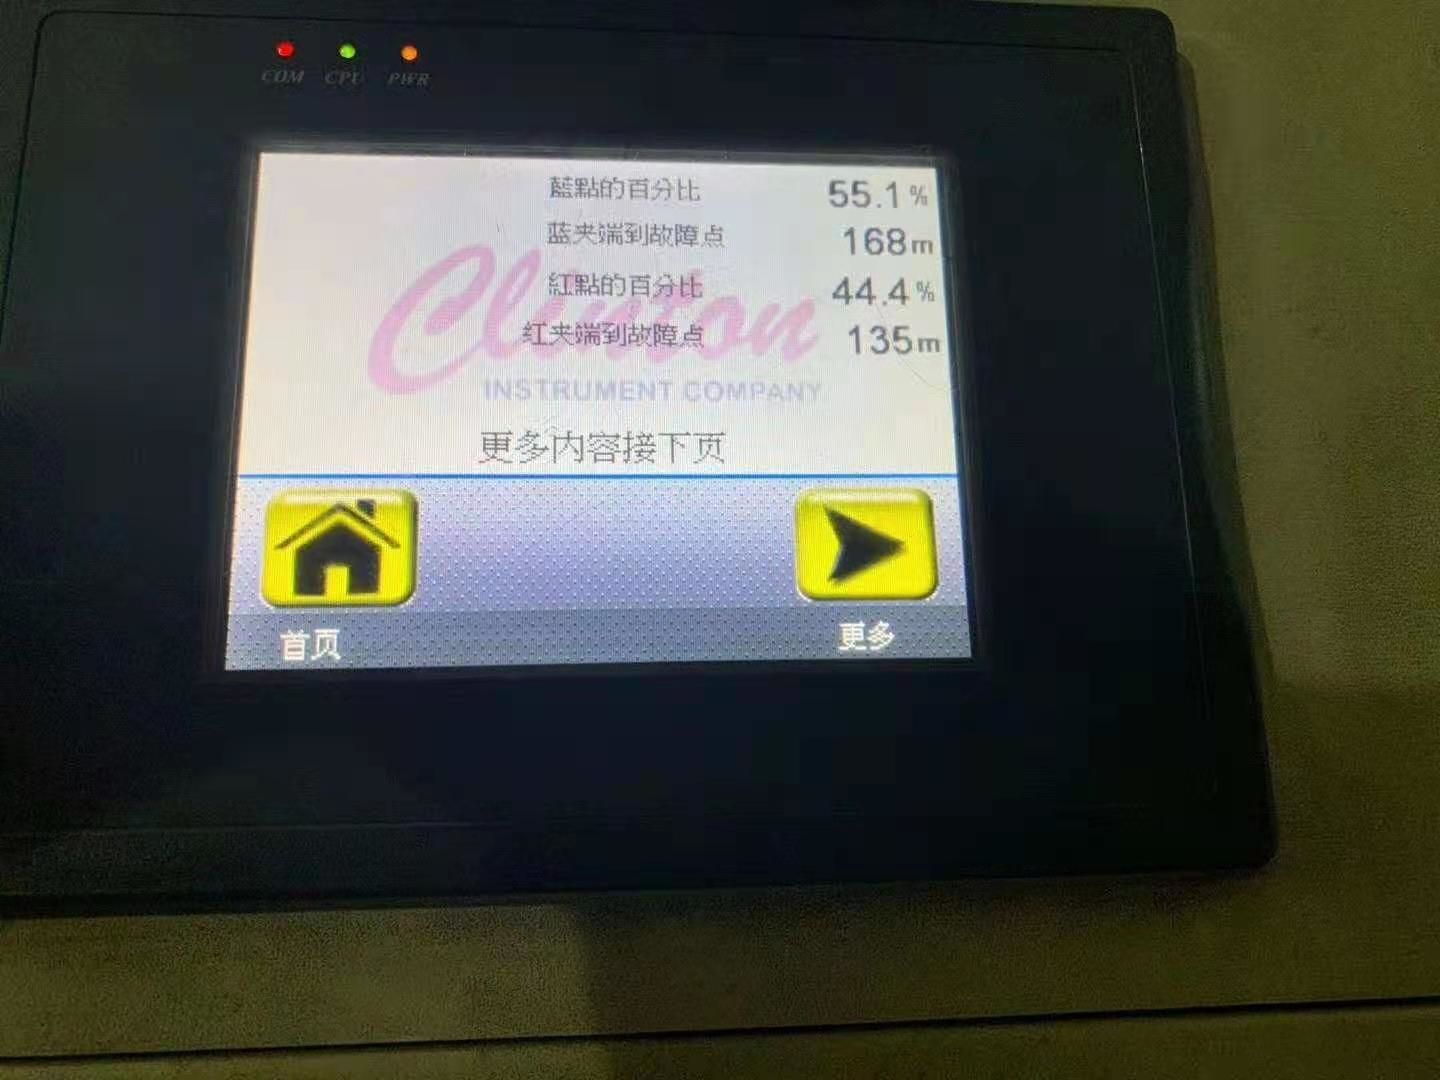 COM CPU PWR
藍點的百分比 55.1%
蓝夹端到故障点 168m
紅點的百分比 44.4%
红夹端到故障点 135m
Clinton
INSTRUMENT COMPANY
更多内容接下页
首页 更多